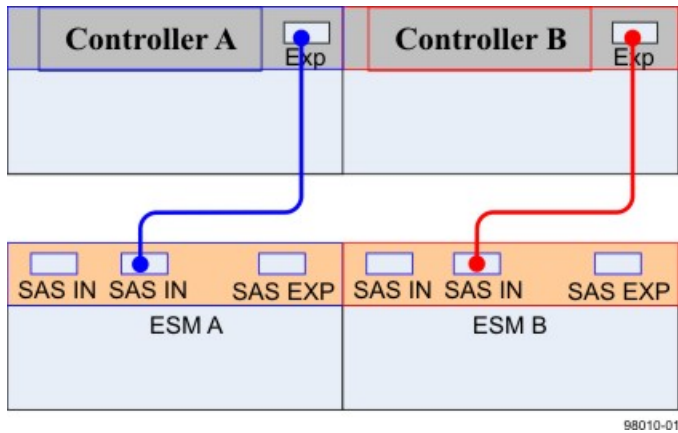 Controller A
Exp
Controller B
Exp
SAS IN SAS IN SAS EXP
SAS IN SAS IN SAS EXP
ESM A
ESM B
98010-01